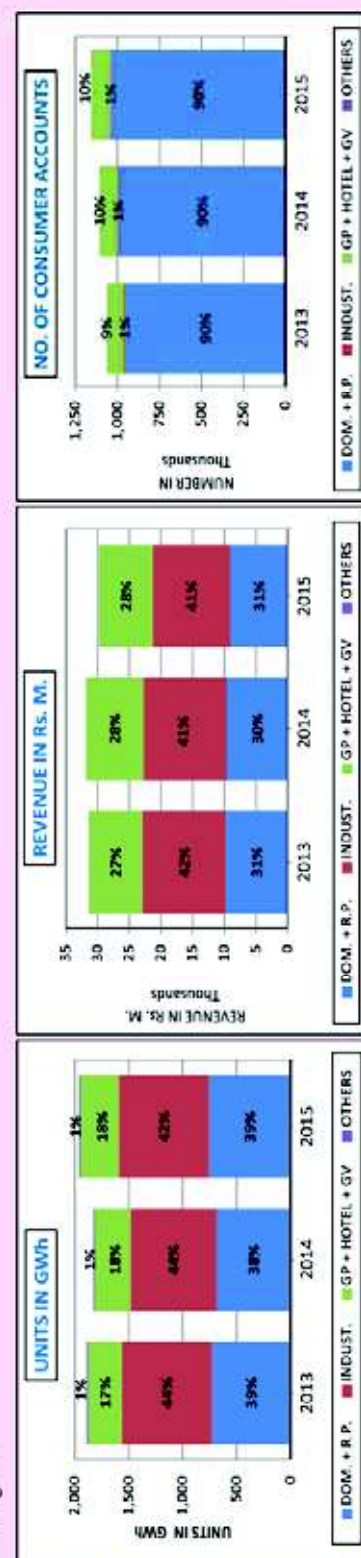 UNITS IN GWh
UNITS IN GWh
2,000
1,500
1,000
500
0
1% 1% 1%
17% 18% 18%
44% 44% 42%
39% 38% 39%
2013 2014 2015
DOM. + R.P. INDUST. GP + HOTEL + GV OTHERS
REVENUE IN Rs. M.
REVENUE IN Rs. M.
Thousands
35
30
25
20
15
10
5
0
27% 28% 28%
42% 41% 41%
31% 30% 31%
2013 2014 2015
DOM. + R.P. INDUST. GP + HOTEL + GV OTHERS
NO. OF CONSUMER ACCOUNTS
NUMBER IN
Thousands
1,250
1,000
750
500
250
0
9% 10% 10%
1% 1% 1%
90% 90% 90%
2013 2014 2015
DOM. + R.P. INDUST. GP + HOTEL + GV OTHERS